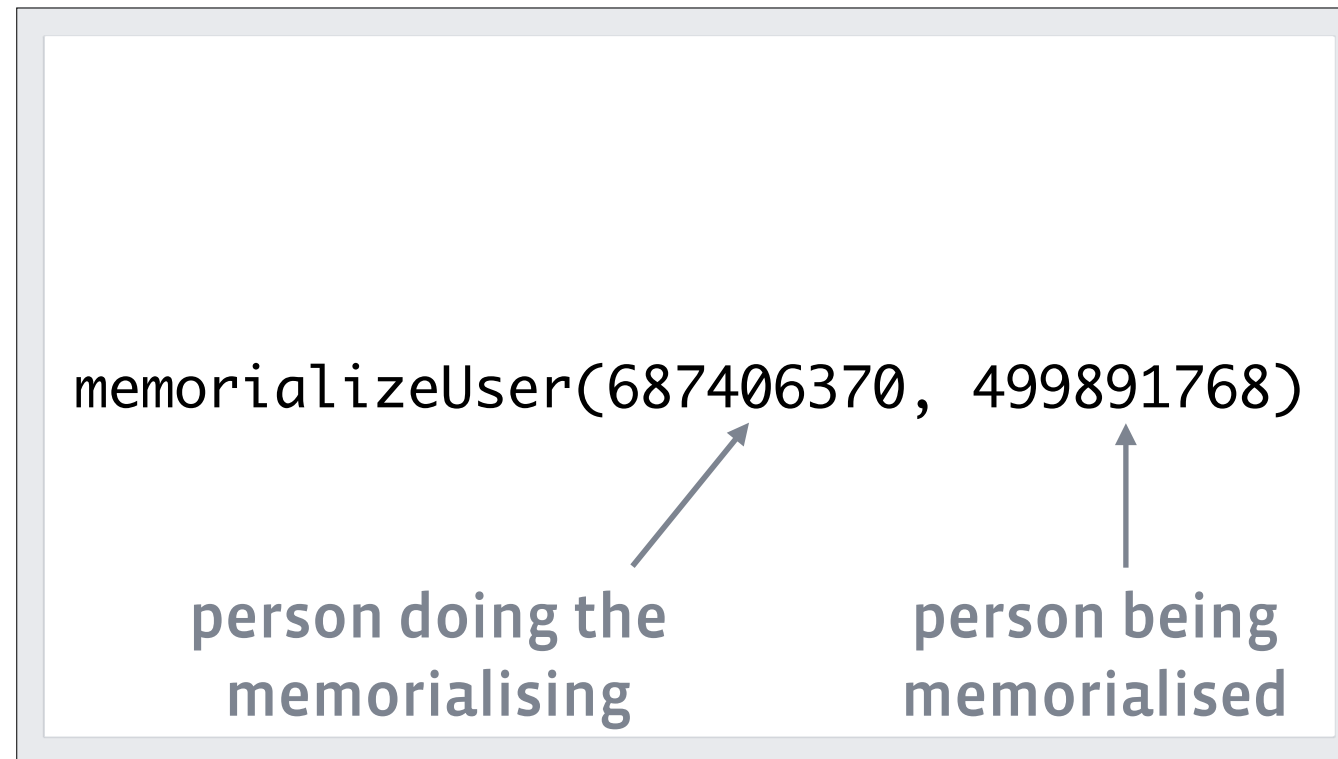 memorializeUser(687406370, 499891768)
person doing the
memorialising
person being
memorialised